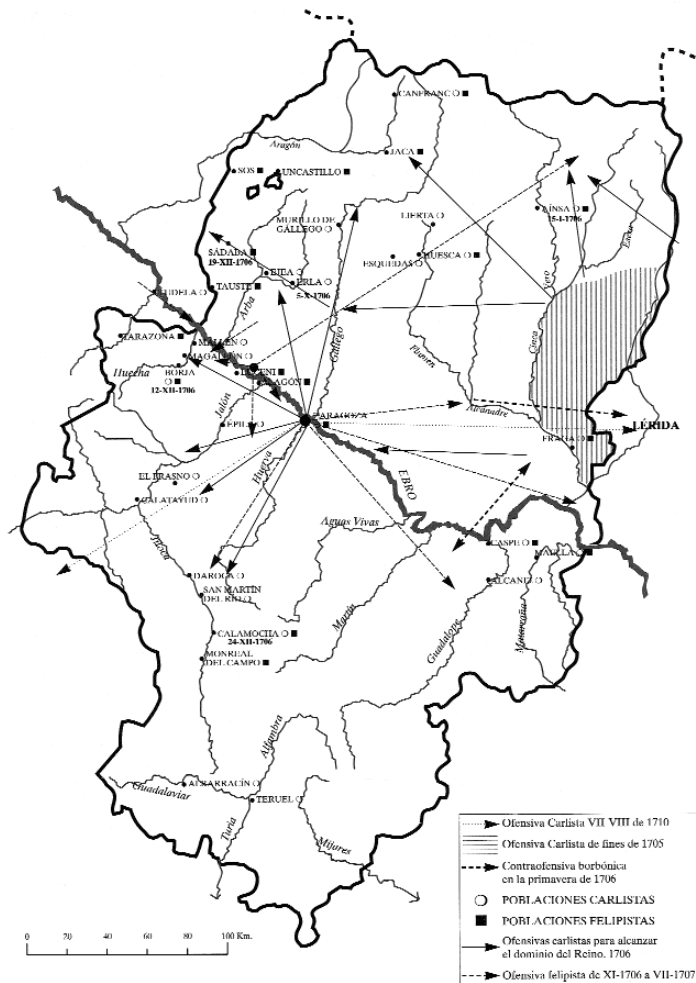 CANFRANC
Aragón
JACA
SOS
UNCASTILLO
MURILLO DE
GÁLLEGO
LIERTA
AÍNSA
15-I-1706
Esera
SÁDABA
19-XII-1706
ESQUEDAS
HUESCA
EJEA
ERLA
5-X-1706
TUDELA
TAUSTE
Arba
Gállego
Vero
Cinca
TARAZONA
MALLÉN
MAGALLÓN
Huecha
BORJA
12-XII-1706
LUCENI
ALAGÓN
Flumen
Jalón
Alcanadre
EPILA
ZARAGOZA
LÉRIDA
FRAGA
Huerva
EL FRASNO
EBRO
CALATAYUD
Aguas Vivas
CASPE
MAELLA
Jiloca
DAROCA
SAN MARTÍN
DEL RÍO
ALCAÑIZ
Martín
Guadalope
Matarraña
CALAMOCHA
24-XII-1706
MONREAL
DEL CAMPO
Alfambra
ALBARRACÍN
Guadalaviar
TERUEL
Turia
Mijares
0 20 40 60 80 100 Km.
Ofensiva Carlista VII VIII de 1710
Ofensiva Carlista de fines de 1705
Contraofensiva borbónica
en la primavera de 1706
POBLACIONES CARLISTAS
POBLACIONES FELIPISTAS
Ofensivas carlistas para alcanzar
el dominio del Reino. 1706
Ofensiva felipista de XI-1706 a VII-1707